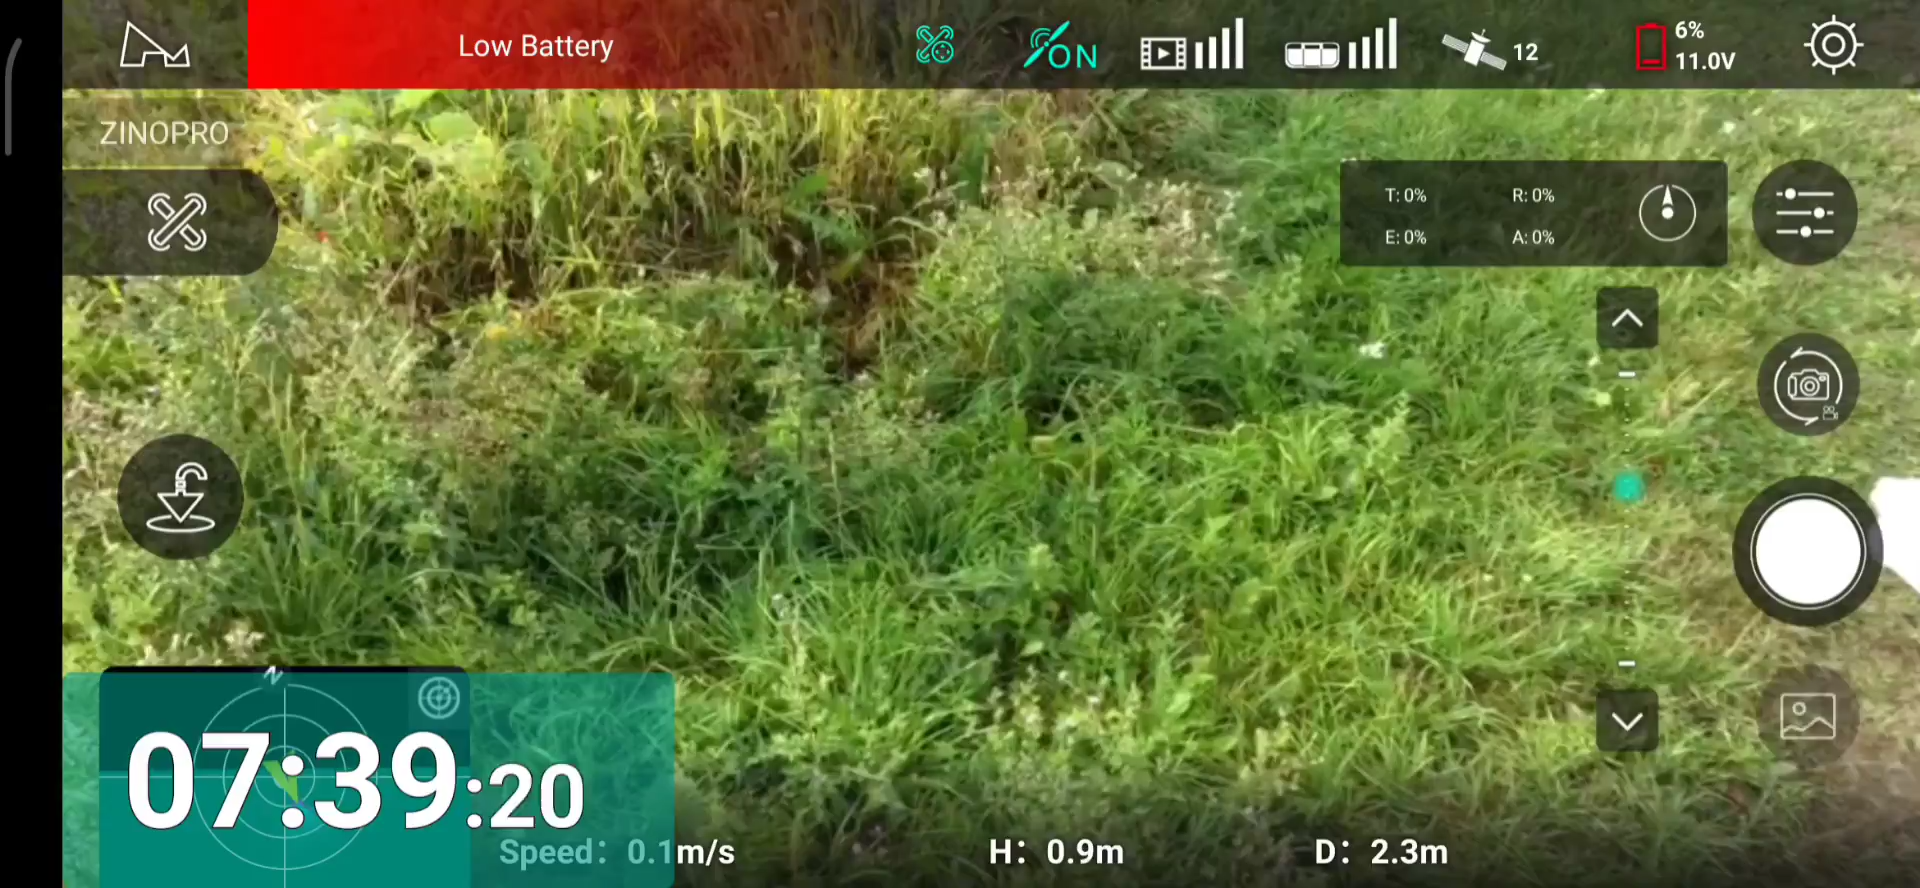 Low Battery
ON
12
6%
11.0V
ZINOPRO
T: 0%
R: 0%
E: 0%
A: 0%
N
07:39:20
Speed: 0.1m/s
H: 0.9m
D: 2.3m